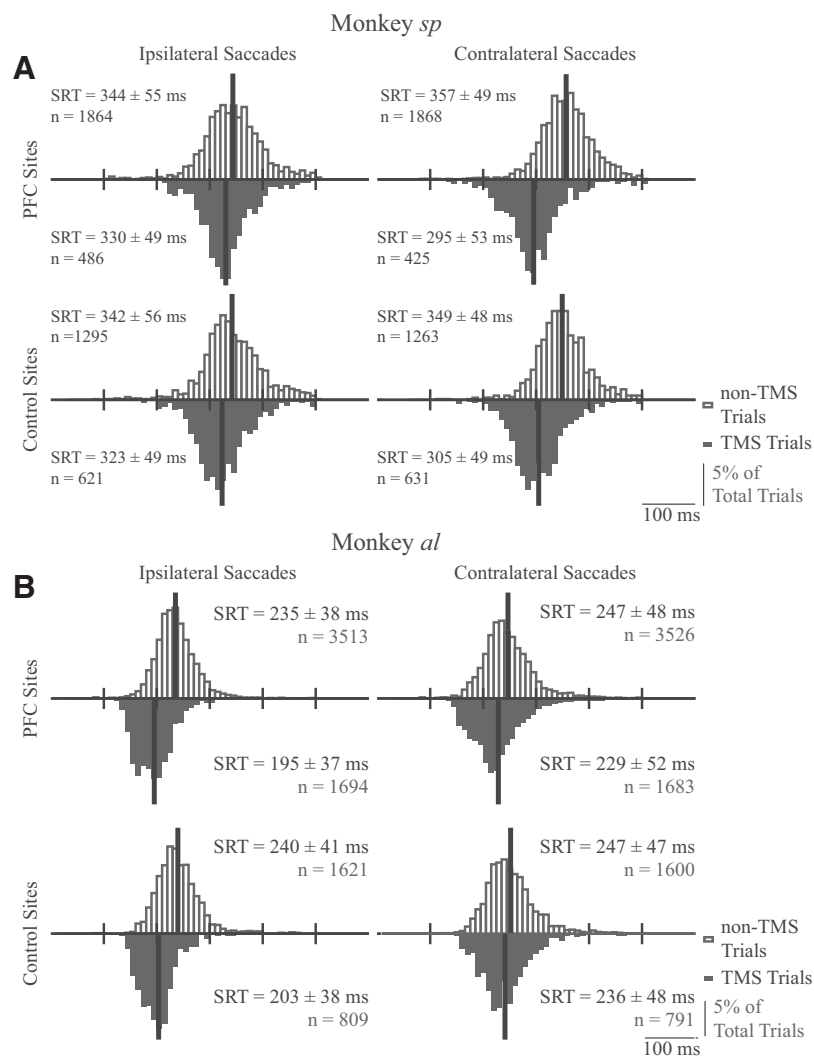 Monkey sp
A
Ipsilateral Saccades
Contralateral Saccades
PFC Sites
SRT = 344 ± 55 ms
n = 1864
SRT = 357 ± 49 ms
n = 1868
SRT = 330 ± 49 ms
n = 486
SRT = 295 ± 53 ms
n = 425
Control Sites
SRT = 342 ± 56 ms
n =1295
SRT = 349 ± 48 ms
n = 1263
SRT = 323 ± 49 ms
n = 621
SRT = 305 ± 49 ms
n = 631
non-TMS
Trials
TMS Trials
5% of
Total Trials
100 ms
Monkey al
B
Ipsilateral Saccades
Contralateral Saccades
PFC Sites
SRT = 235 ± 38 ms
n = 3513
SRT = 247 ± 48 ms
n = 3526
SRT = 195 ± 37 ms
n = 1694
SRT = 229 ± 52 ms
n = 1683
Control Sites
SRT = 240 ± 41 ms
n = 1621
SRT = 247 ± 47 ms
n = 1600
SRT = 203 ± 38 ms
n = 809
SRT = 236 ± 48 ms
n = 791
non-TMS
Trials
TMS Trials
5% of
Total Trials
100 ms